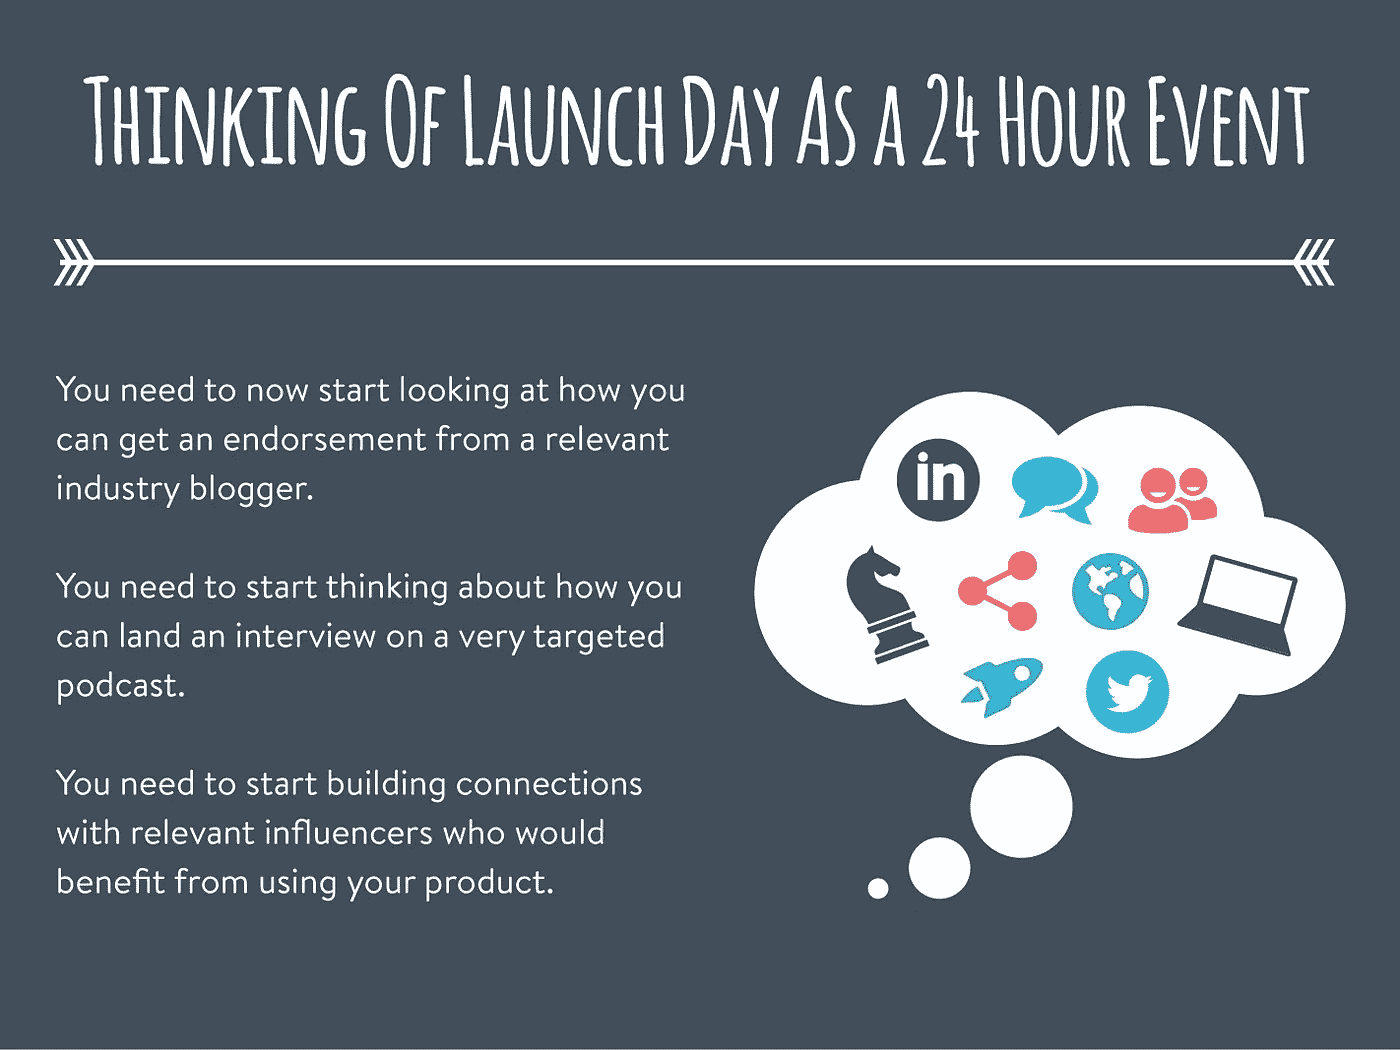 Thinking Of Launch Day As a 24 Hour Event
You need to now start looking at how you
can get an endorsement from a relevant
industry blogger.
You need to start thinking about how you
can land an interview on a very targeted
podcast.
You need to start building connections
with relevant influencers who would
benefit from using your product.
in